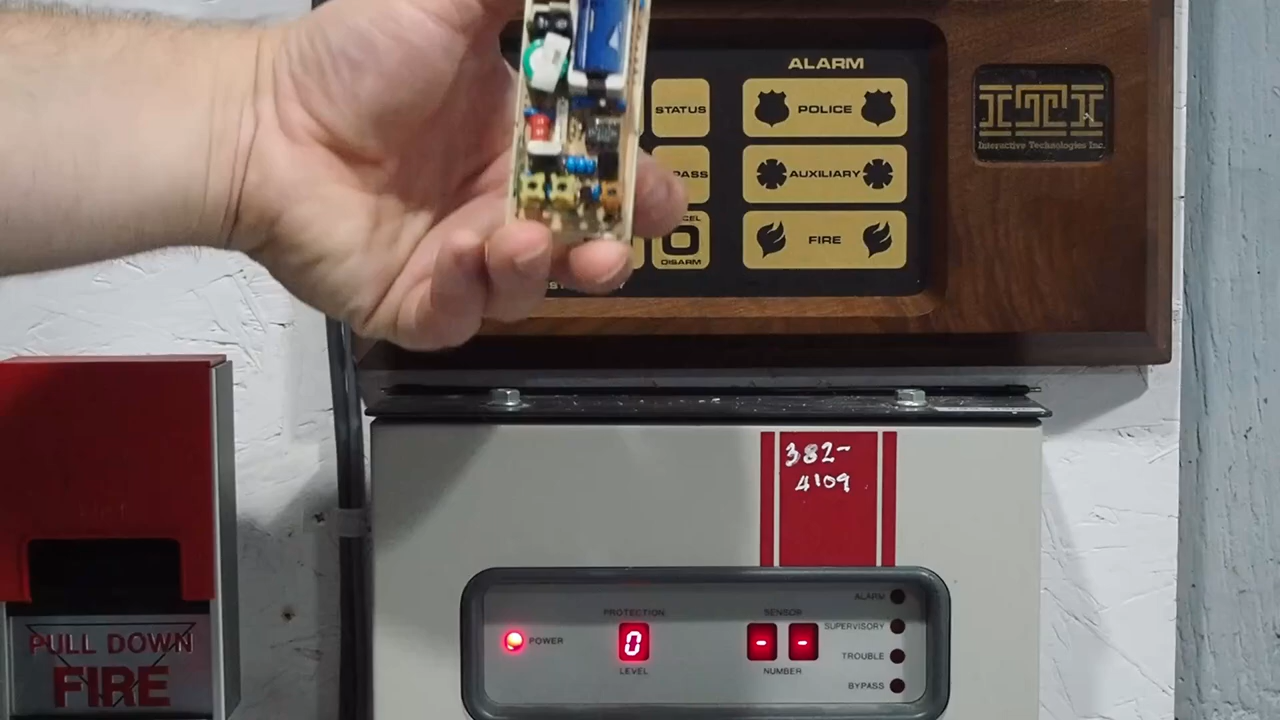 ALARM
STATUS
POLICE
AUXILIARY
FIRE
DISARM
ITI
Interactive Technologies Inc.
382-
4109
PROTECTION
SENSOR
ALARM
SUPERVISORY
POWER
0
- -
TROUBLE
LEVEL
NUMBER
BYPASS
PULL DOWN
FIRE